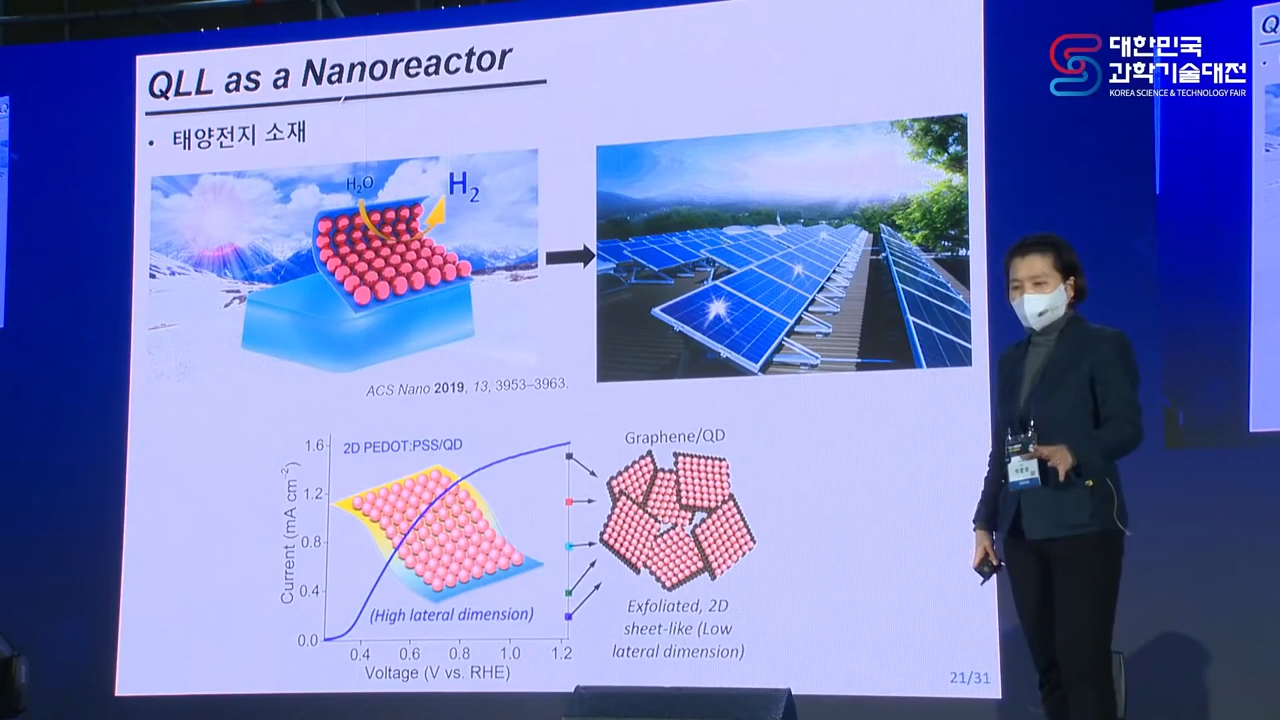 QLL as a Nanoreactor
• 태양전지 소재
H₂O
H₂
ACS Nano 2019, 13, 3953–3963.
2D PEDOT:PSS/QD
1.6
1.2
0.8
0.4
0.0
Current (mA cm⁻²)
(High lateral dimension)
0.4 0.6 0.8 1.0 1.2
Voltage (V vs. RHE)
Graphene/QD
Exfoliated, 2D
sheet-like (Low
lateral dimension)
21/31
대한민국
과학기술대전
KOREA SCIENCE & TECHNOLOGY FAIR